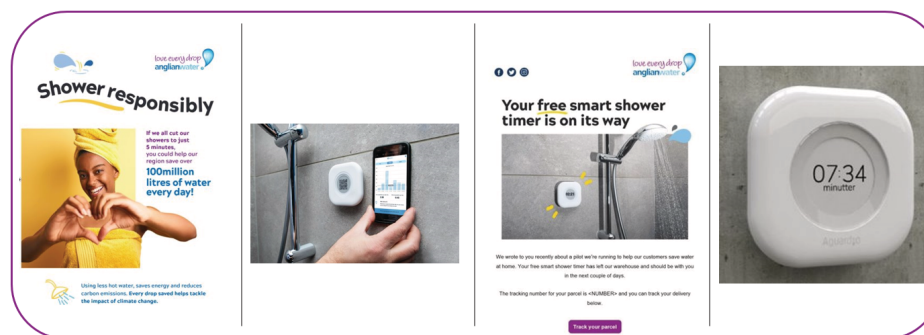 love every drop
anglianwater
Shower responsibly
If we all cut our
showers to just
5 minutes,
you could help our
region save over
100million
litres of water
every day!
Using less hot water, saves energy and reduces
carbon emissions. Every drop saved helps tackle
the impact of climate change.
love every drop
anglianwater
Your free smart shower
timer is on its way
We wrote to you recently about a pilot we're running to help our customers save water
at home. Your free smart shower timer has left our warehouse and should be with you
in the next couple of days.
The tracking number for your parcel is <NUMBER> and you can track your delivery
below.
Track your parcel
07:34
minutter